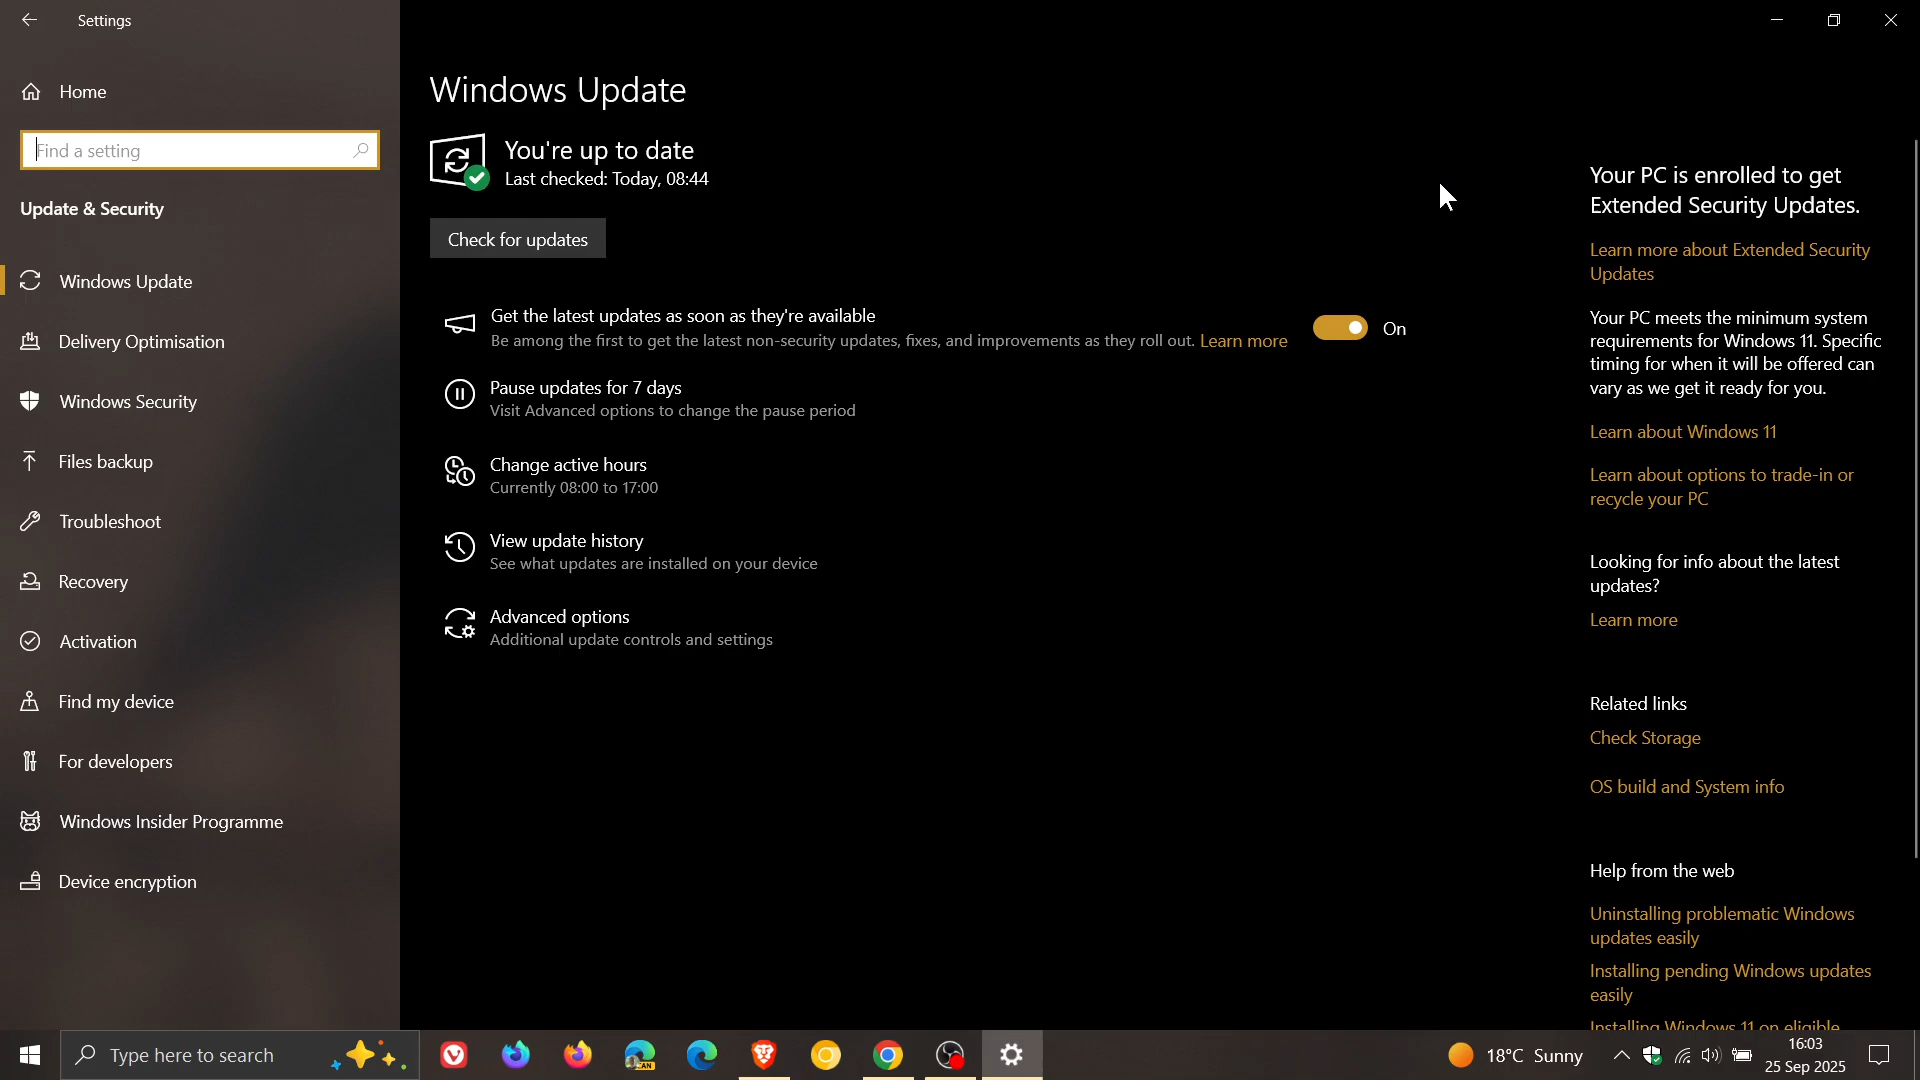 Settings
Home
Find a setting
Update & Security
Windows Update
Delivery Optimisation
Windows Security
Files backup
Troubleshoot
Recovery
Activation
Find my device
For developers
Windows Insider Programme
Device encryption
Windows Update
You're up to date
Last checked: Today, 08:44
Check for updates
Get the latest updates as soon as they're available
Be among the first to get the latest non-security updates, fixes, and improvements as they roll out. Learn more
On
Pause updates for 7 days
Visit Advanced options to change the pause period
Change active hours
Currently 08:00 to 17:00
View update history
See what updates are installed on your device
Advanced options
Additional update controls and settings
Your PC is enrolled to get
Extended Security Updates.
Learn more about Extended Security
Updates
Your PC meets the minimum system
requirements for Windows 11. Specific
timing for when it will be offered can
vary as we get it ready for you.
Learn about Windows 11
Learn about options to trade-in or
recycle your PC
Looking for info about the latest
updates?
Learn more
Related links
Check Storage
OS build and System info
Help from the web
Uninstalling problematic Windows
updates easily
Installing pending Windows updates
easily
Installing Windows 11 on eligible
Type here to search
CAN
18°C Sunny
16:03
25 Sep 2025